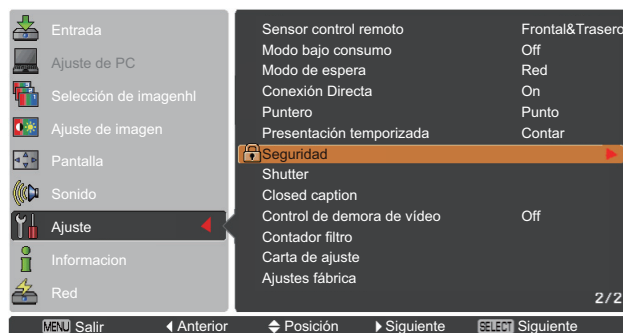 Entrada
Ajuste de PC
Selección de imagenhl
Ajuste de imagen
Pantalla
Sonido
Ajuste
Informacion
Red
Sensor control remoto Frontal&Trasero
Modo bajo consumo Off
Modo de espera Red
Conexión Directa On
Puntero Punto
Presentación temporizada Contar
Seguridad
Shutter
Closed caption
Control de demora de vídeo Off
Contador filtro
Carta de ajuste
Ajustes fábrica
2/2
MENU Salir Anterior Posición Siguiente SELECT Siguiente